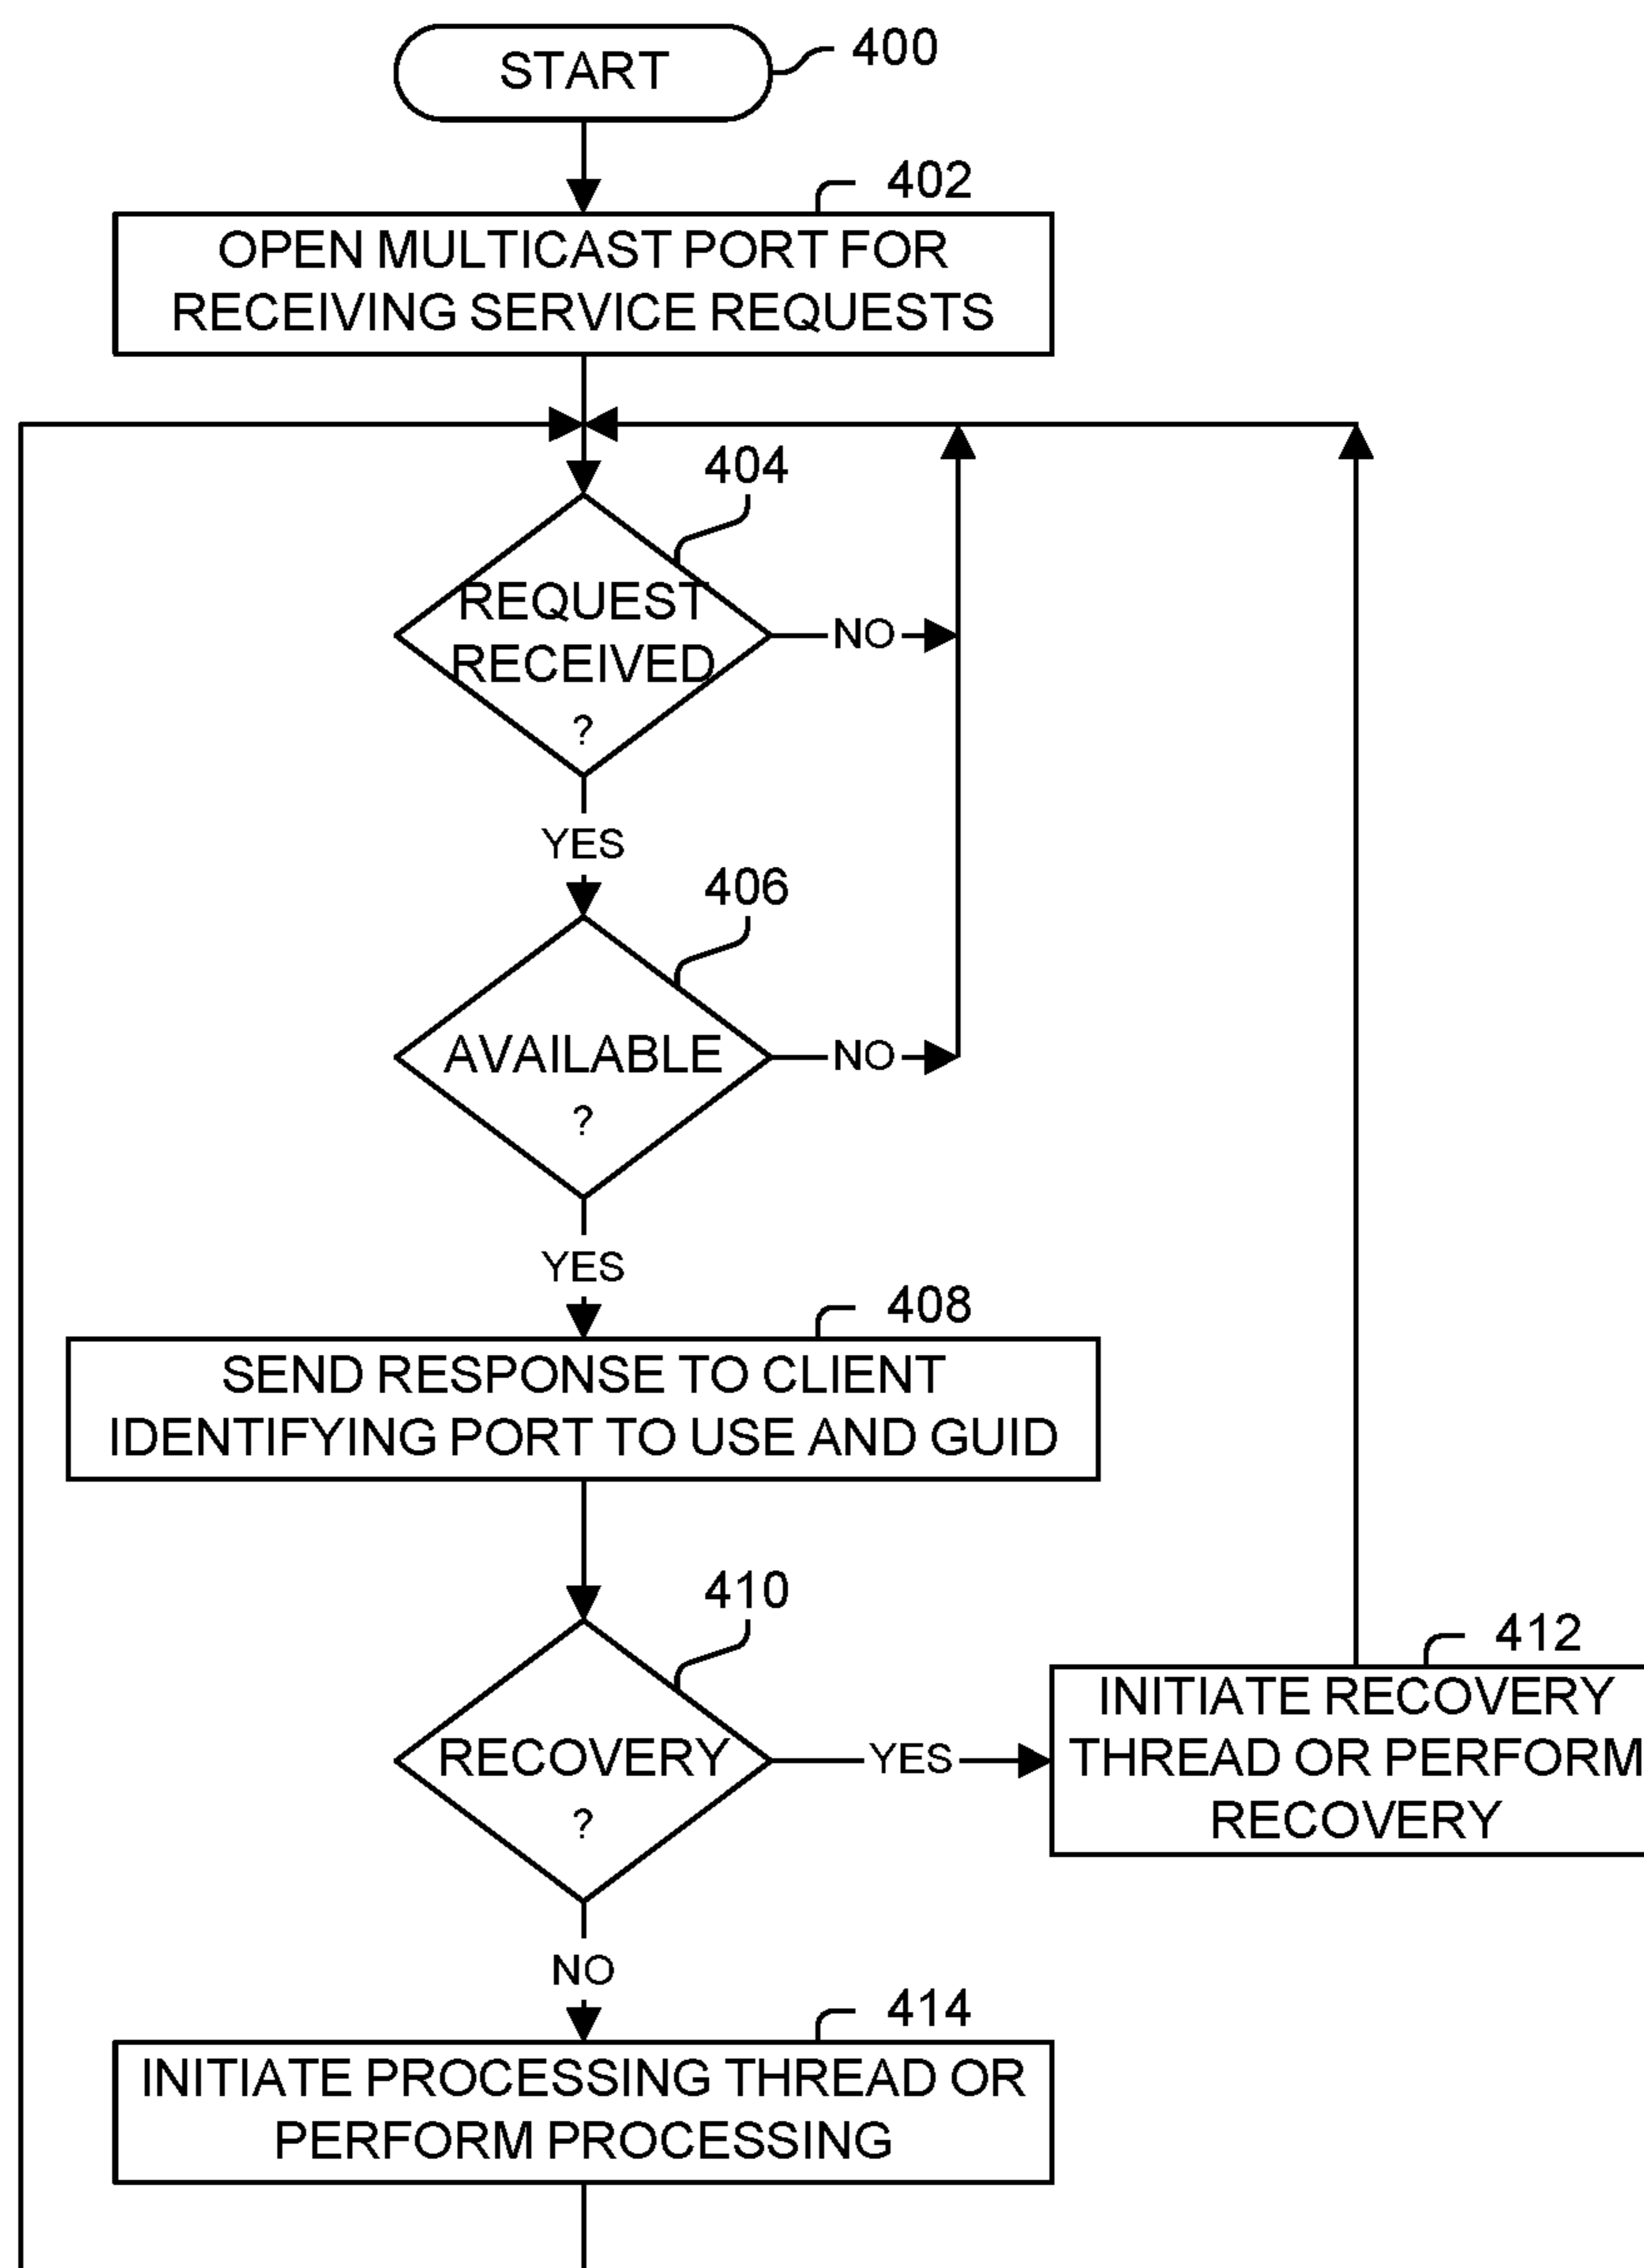 START
400
402
OPEN MULTICAST PORT FOR
RECEIVING SERVICE REQUESTS
404
REQUEST
RECEIVED
?
NO
YES
406
AVAILABLE
?
NO
YES
408
SEND RESPONSE TO CLIENT
IDENTIFYING PORT TO USE AND GUID
410
RECOVERY
?
YES
412
INITIATE RECOVERY
THREAD OR PERFORM
RECOVERY
NO
414
INITIATE PROCESSING THREAD OR
PERFORM PROCESSING